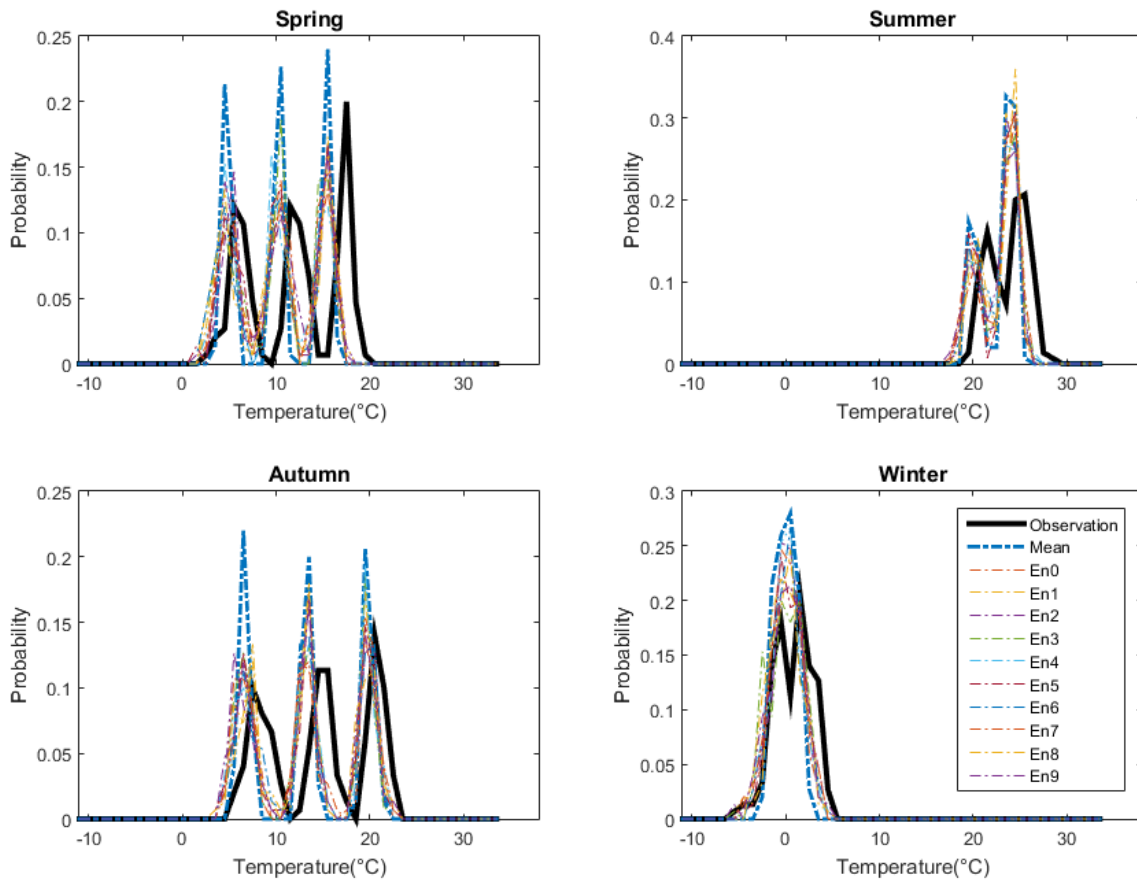 Spring
0.25
0.2
0.15
0.1
0.05
0
Probability
-10 0 10 20 30
Temperature(°C)
Summer
0.4
0.3
0.2
0.1
0
Probability
-10 0 10 20 30
Temperature(°C)
Autumn
0.25
0.2
0.15
0.1
0.05
0
Probability
-10 0 10 20 30
Temperature(°C)
Winter
0.3
0.25
0.2
0.15
0.1
0.05
0
Probability
-10 0 10 20 30
Temperature(°C)
Observation
Mean
En0
En1
En2
En3
En4
En5
En6
En7
En8
En9